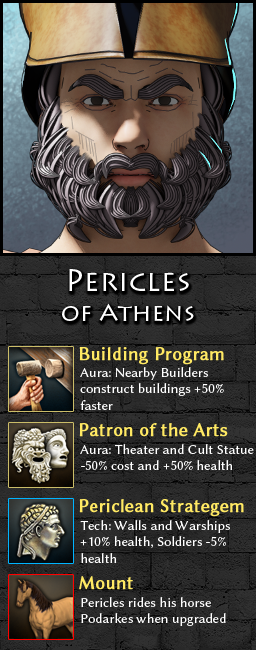 Pericles
of Athens
Building Program
Aura: Nearby Builders
construct buildings +50%
faster
Patron of the Arts
Aura: Theater and Cult Statue
-50% cost and +50% health
Periclean Strategem
Tech: Walls and Warships
+10% health, Soldiers -5%
health
Mount
Pericles rides his horse
Podarkes when upgraded